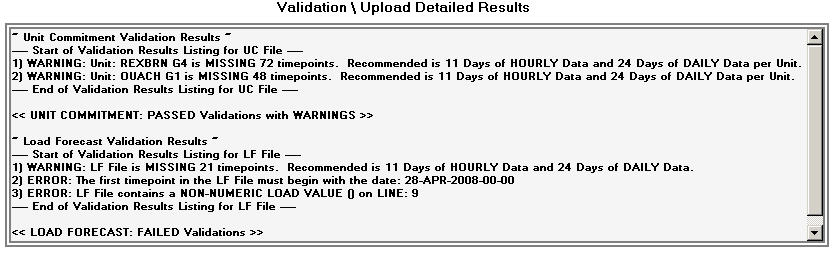 Validation \ Upload Detailed Results
~ Unit Commitment Validation Results ~
---- Start of Validation Results Listing for UC File ----
1) WARNING: Unit: REXBRN G4 is MISSING 72 timepoints.  Recommended is 11 Days of HOURLY Data and 24 Days of DAILY Data per Unit.
2) WARNING: Unit: OUACH G1 is MISSING 48 timepoints.  Recommended is 11 Days of HOURLY Data and 24 Days of DAILY Data per Unit.
---- End of Validation Results Listing for UC File ----
<< UNIT COMMITMENT: PASSED Validations with WARNINGS >>
~ Load Forecast Validation Results ~
---- Start of Validation Results Listing for LF File ----
1) WARNING: LF File is MISSING 21 timepoints.  Recommended is 11 Days of HOURLY Data and 24 Days of DAILY Data.
2) ERROR: The first timepoint in the LF File must begin with the date: 28-APR-2008-00-00
3) ERROR: LF File contains a NON-NUMERIC LOAD VALUE () on LINE: 9
---- End of Validation Results Listing for LF File ----
<< LOAD FORECAST: FAILED Validations >>